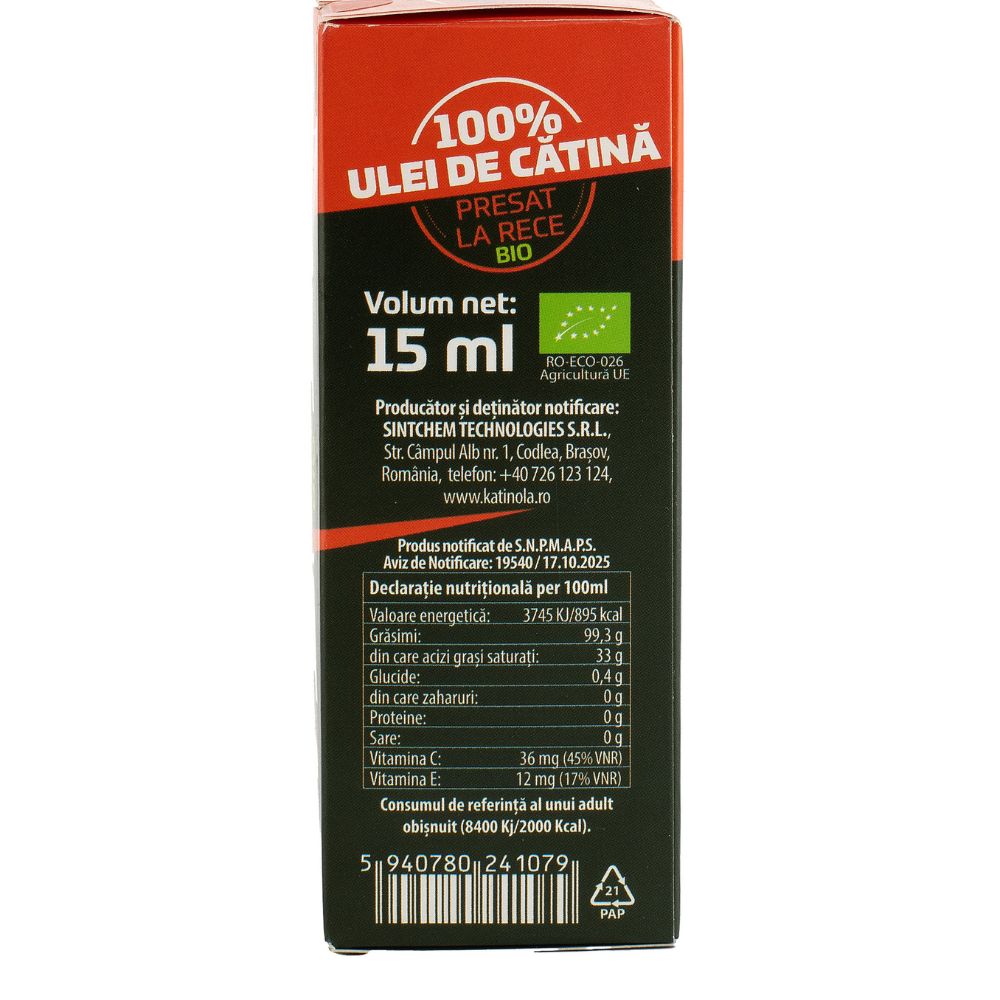 100%
ULEI DE CĂTINĂ
PRESAT
LA RECE
BIO
Volum net:
15 ml
RO-ECO-026
Agricultură UE
Producător și deținător notificare:
SINTCHEM TECHNOLOGIES S.R.L.,
Str. Câmpul Alb nr. 1, Codlea, Brașov,
România, telefon: +40 726 123 124,
www.katinola.ro
Produs notificat de S.N.P.M.A.P.S.
Aviz de Notificare: 19540 / 17.10.2025
Declarație nutrițională per 100ml
Valoare energetică: 3745 KJ/895 kcal
Grăsimi: 99,3 g
din care acizi grași saturați: 33 g
Glucide: 0,4 g
din care zaharuri: 0 g
Proteine: 0 g
Sare: 0 g
Vitamina C: 36 mg (45% VNR)
Vitamina E: 12 mg (17% VNR)
Consumul de referință al unui adult
obișnuit (8400 Kj/2000 Kcal).
5 940780 241079
21
PAP